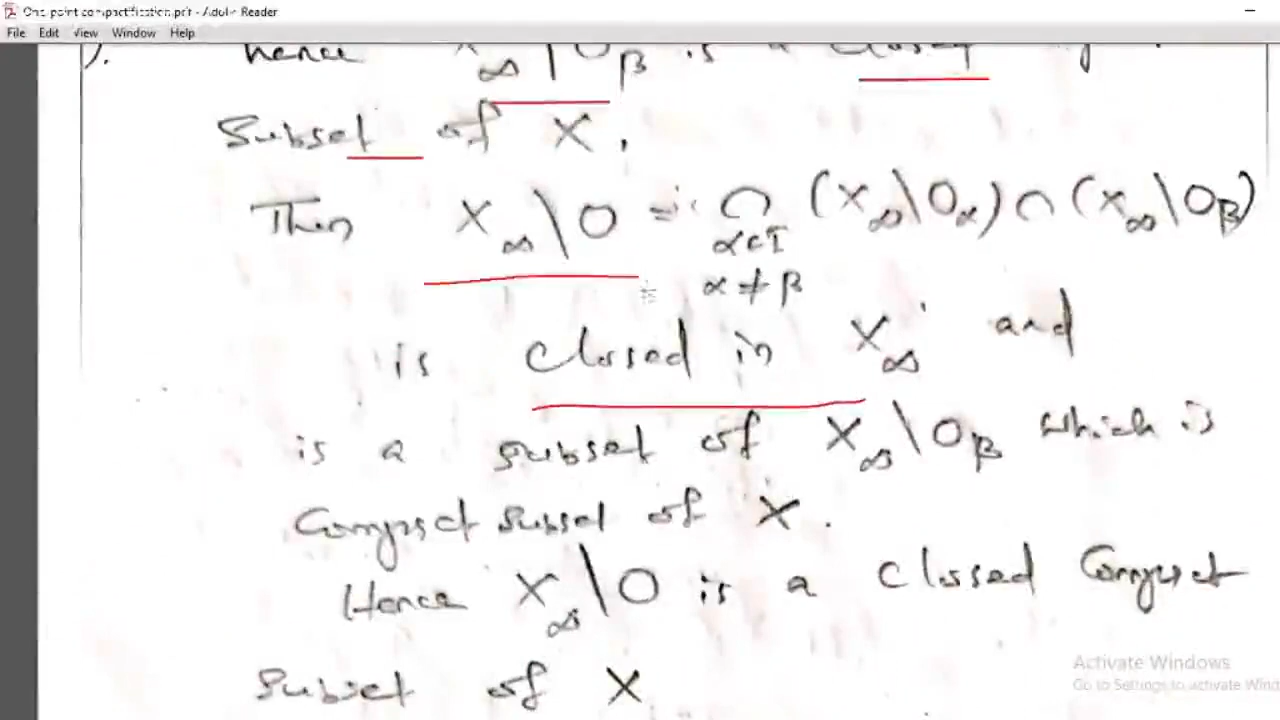 One point compactification.pdf - Adobe Reader
File Edit View Window Help
). hence X∞ \ Oβ is a closed
Subset of X.
Then X∞ \ O = ∩ (X∞ \ Oα) ∩ (X∞ \ Oβ)
α∈I
α ≠ β
is closed in X∞ and
is a subset of X∞ \ Oβ which is
Compact subset of X.
Hence X∞ \ O is a closed Compact
Subset of X
Activate Windows
Go to Settings to activate Wind